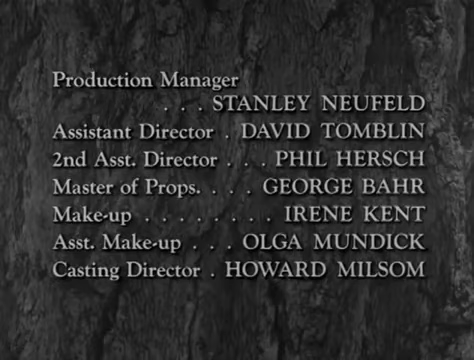 Production Manager
. . . STANLEY NEUFELD
Assistant Director . DAVID TOMBLIN
2nd Asst. Director . . . PHIL HERSCH
Master of Props. . . . GEORGE BAHR
Make-up . . . . . . . . IRENE KENT
Asst. Make-up . . . OLGA MUNDICK
Casting Director . HOWARD MILSOM